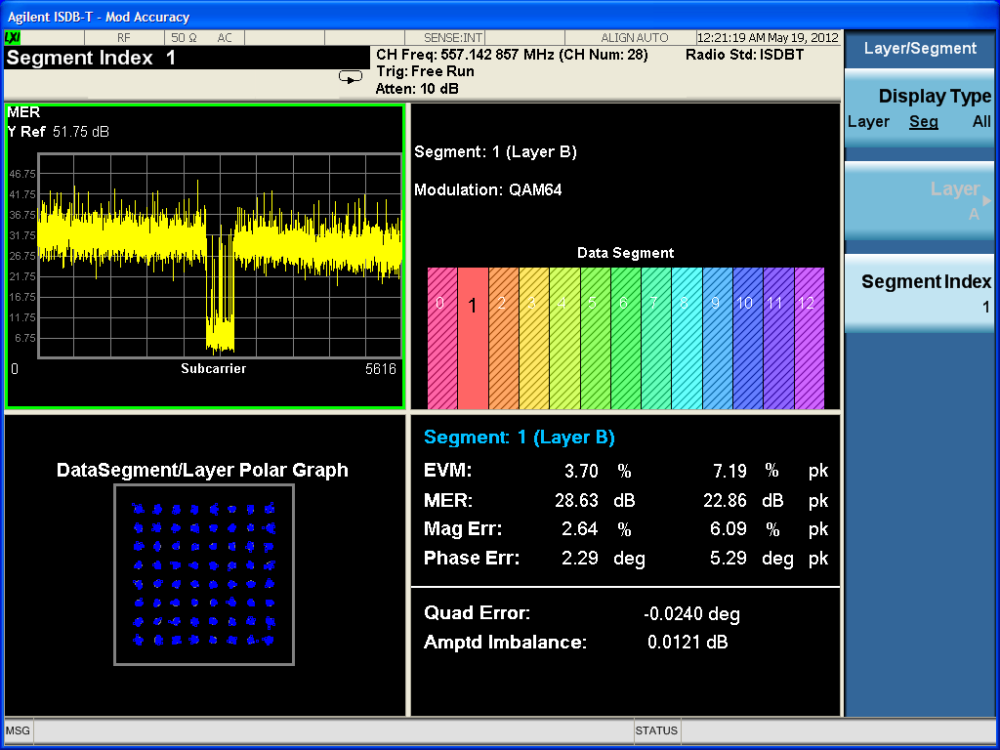 Agilent ISDB-T - Mod Accuracy
LXI RF 50 Ω AC SENSE:INT ALIGN AUTO 12:21:19 AM May 19, 2012
Segment Index 1
CH Freq: 557.142 857 MHz (CH Num: 28) Radio Std: ISDBT
Trig: Free Run
Atten: 10 dB
Layer/Segment
Display Type
Layer Seg All
Layer
A
Segment Index
1
MER
Y Ref 51.75 dB
46.75
41.75
36.75
31.75
26.75
21.75
16.75
11.75
6.75
0 Subcarrier 5616
Segment: 1 (Layer B)
Modulation: QAM64
Data Segment
0 1 2 3 4 5 6 7 8 9 10 11 12
DataSegment/Layer Polar Graph
Segment: 1 (Layer B)
EVM: 3.70 % 7.19 % pk
MER: 28.63 dB 22.86 dB pk
Mag Err: 2.64 % 6.09 % pk
Phase Err: 2.29 deg 5.29 deg pk
Quad Error: -0.0240 deg
Amptd Imbalance: 0.0121 dB
MSG STATUS